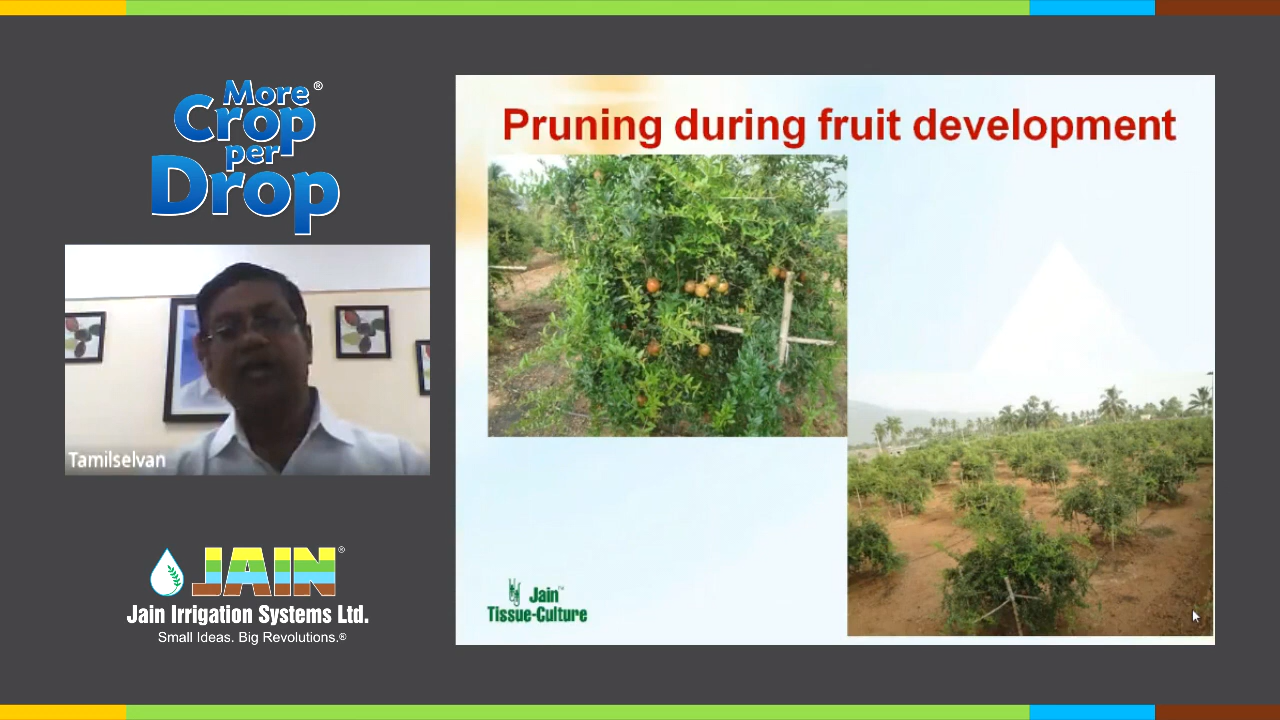 More®
Crop
per
Drop
Tamilselvan
JAIN®
Jain Irrigation Systems Ltd.
Small Ideas. Big Revolutions.®
Pruning during fruit development
Jain™
Tissue-Culture